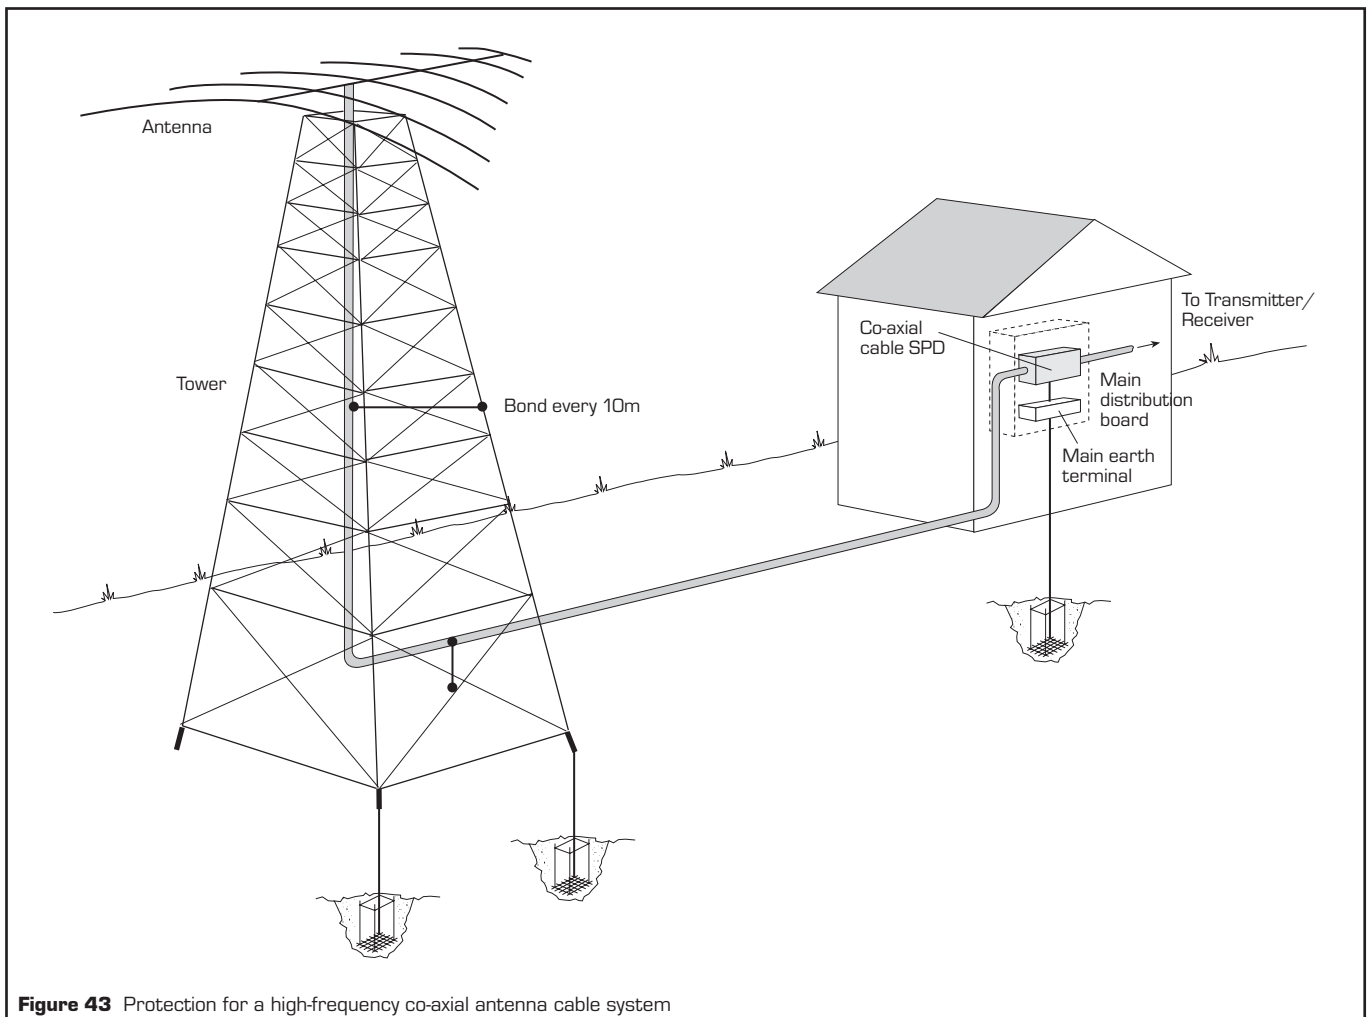 Antenna
To Transmitter/
Receiver
Co-axial
cable SPD
Tower
Main
distribution
board
Bond every 10m
Main earth
terminal
Figure 43 Protection for a high-frequency co-axial antenna cable system